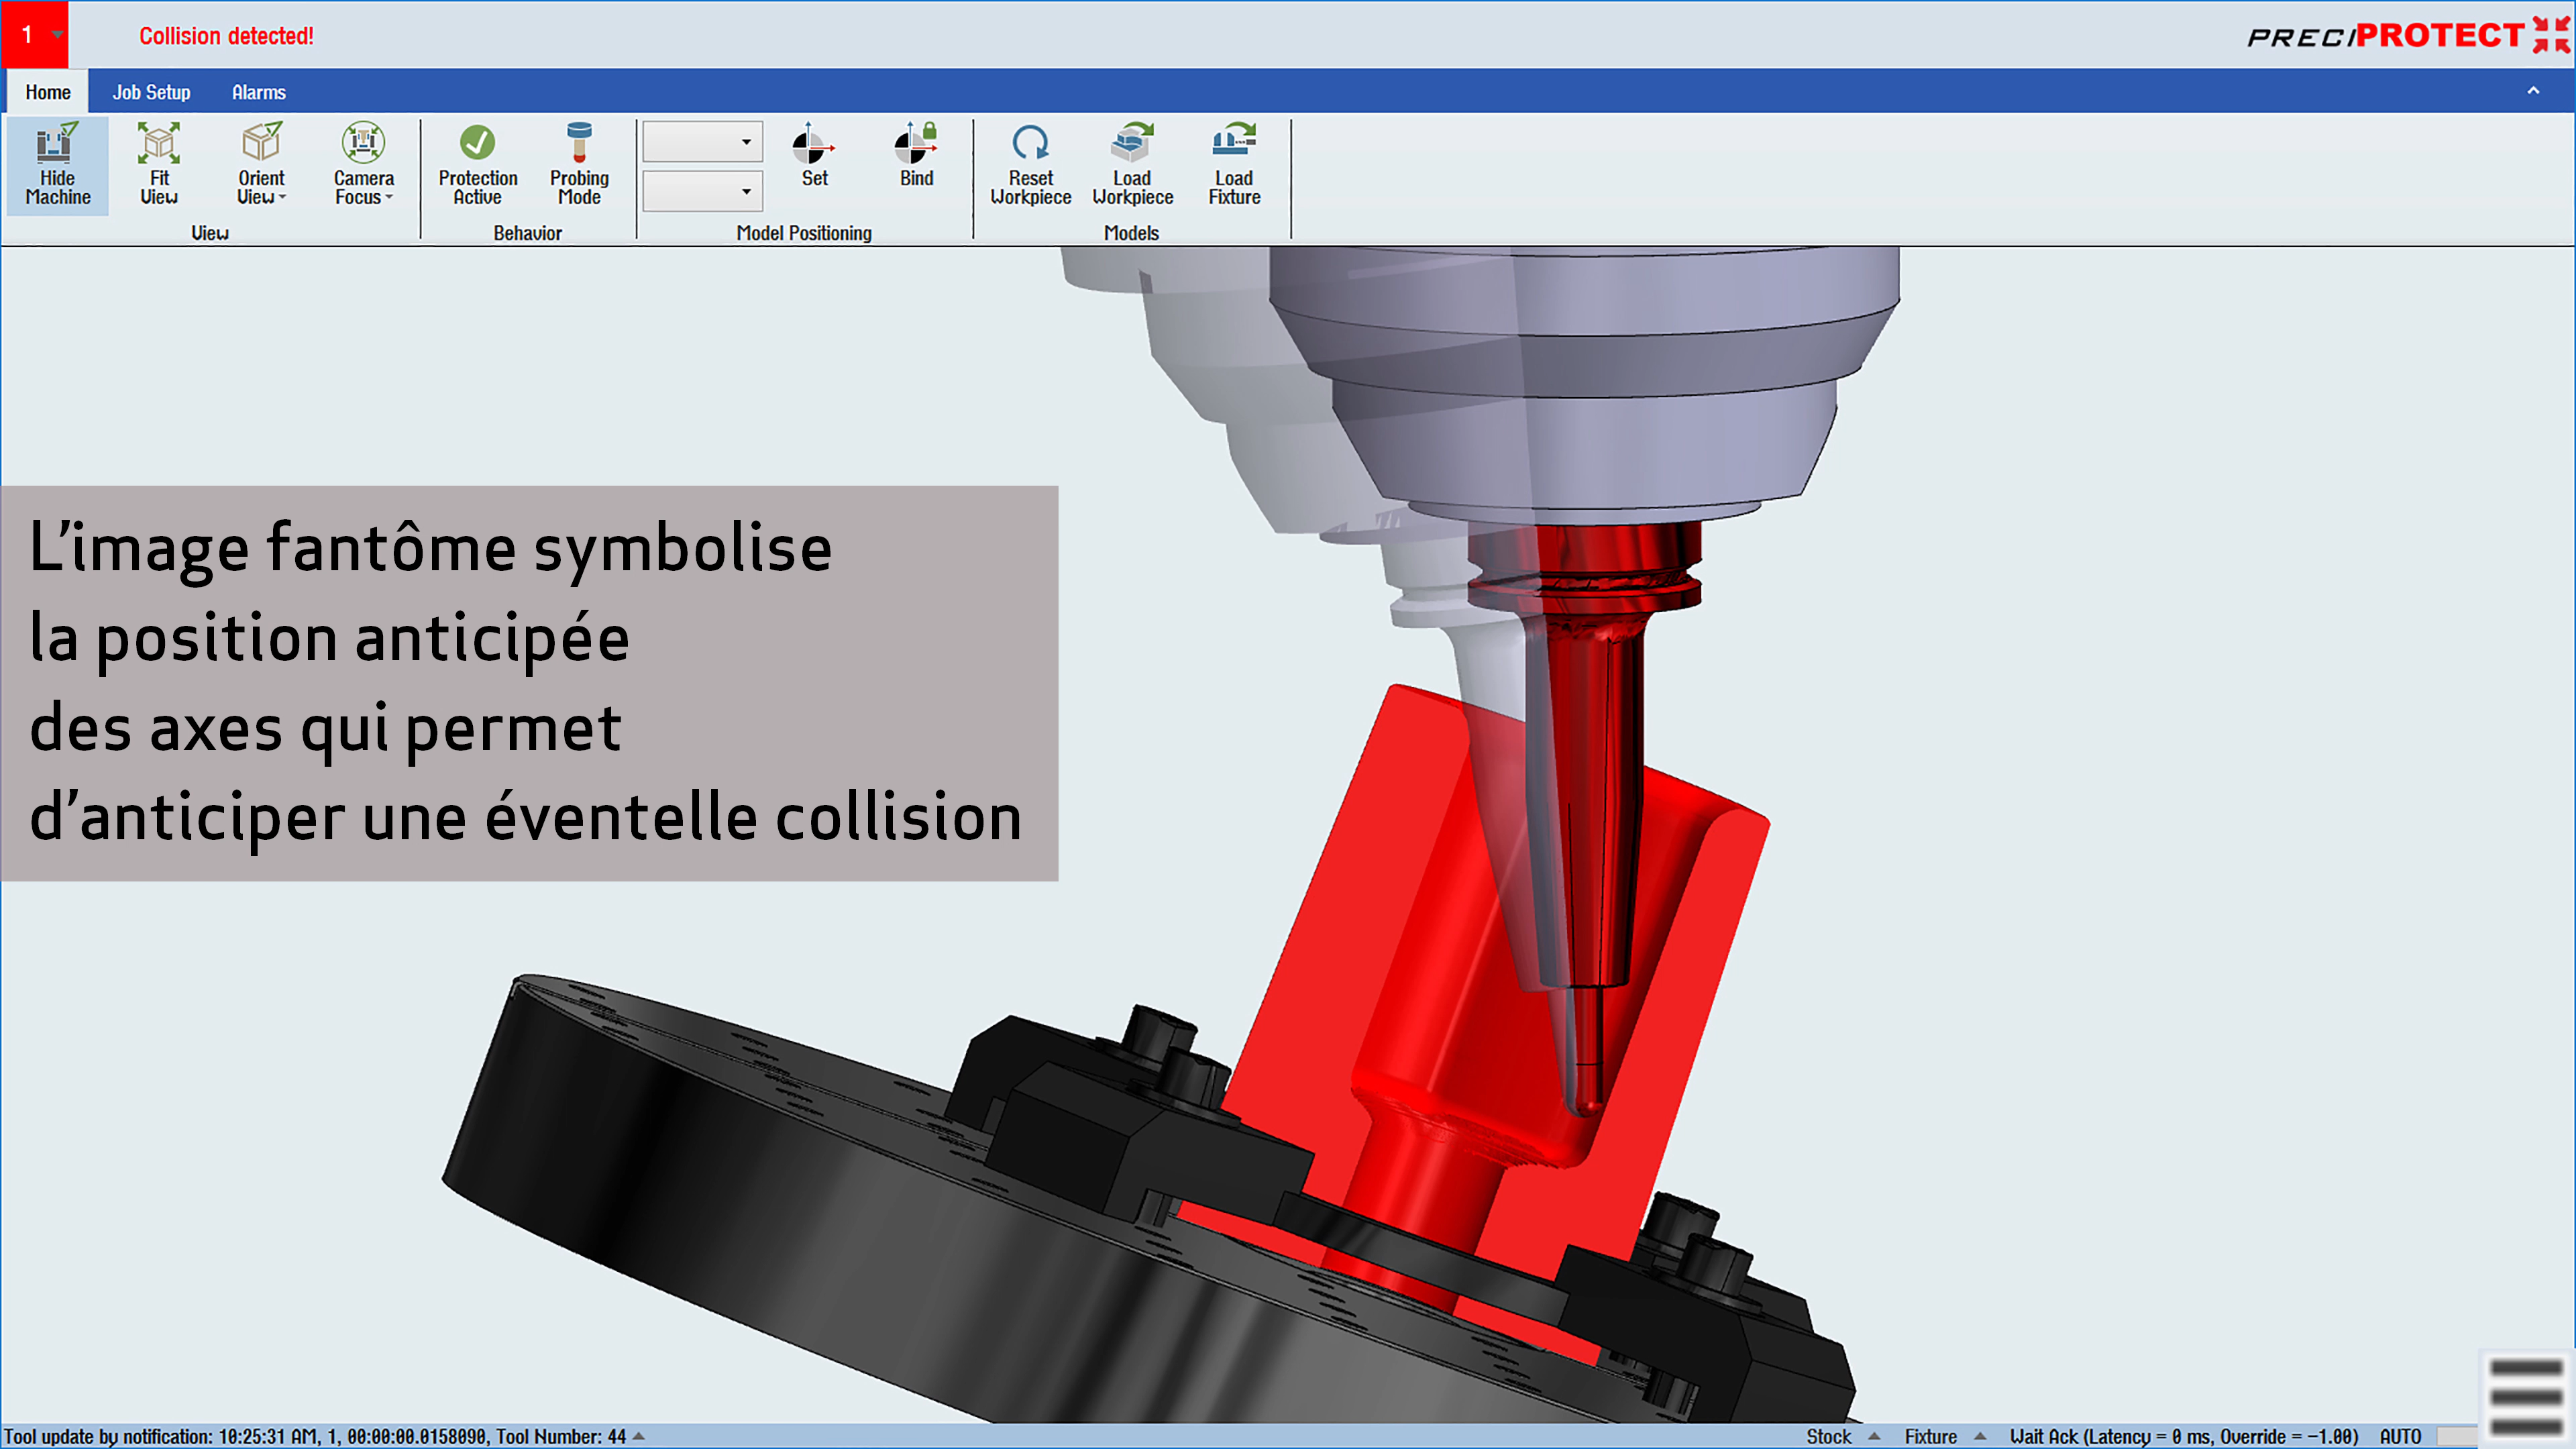 1
Collision detected!
PRECIPROTECT
Home
Job Setup
Alarms
Hide
Machine
Fit
View
Orient
View
Camera
Focus
Protection
Active
Probing
Mode
Set
Bind
Reset
Workpiece
Load
Workpiece
Load
Fixture
View
Behavior
Model Positioning
Models
L’image fantôme symbolise
la position anticipée
des axes qui permet
d’anticiper une éventelle collision
Tool update by notification: 10:25:31 AM, 1, 00:00:00.0158090, Tool Number: 44
Stock
Fixture
Wait Ack (Latency = 0 ms, Override = -1.00)
AUTO